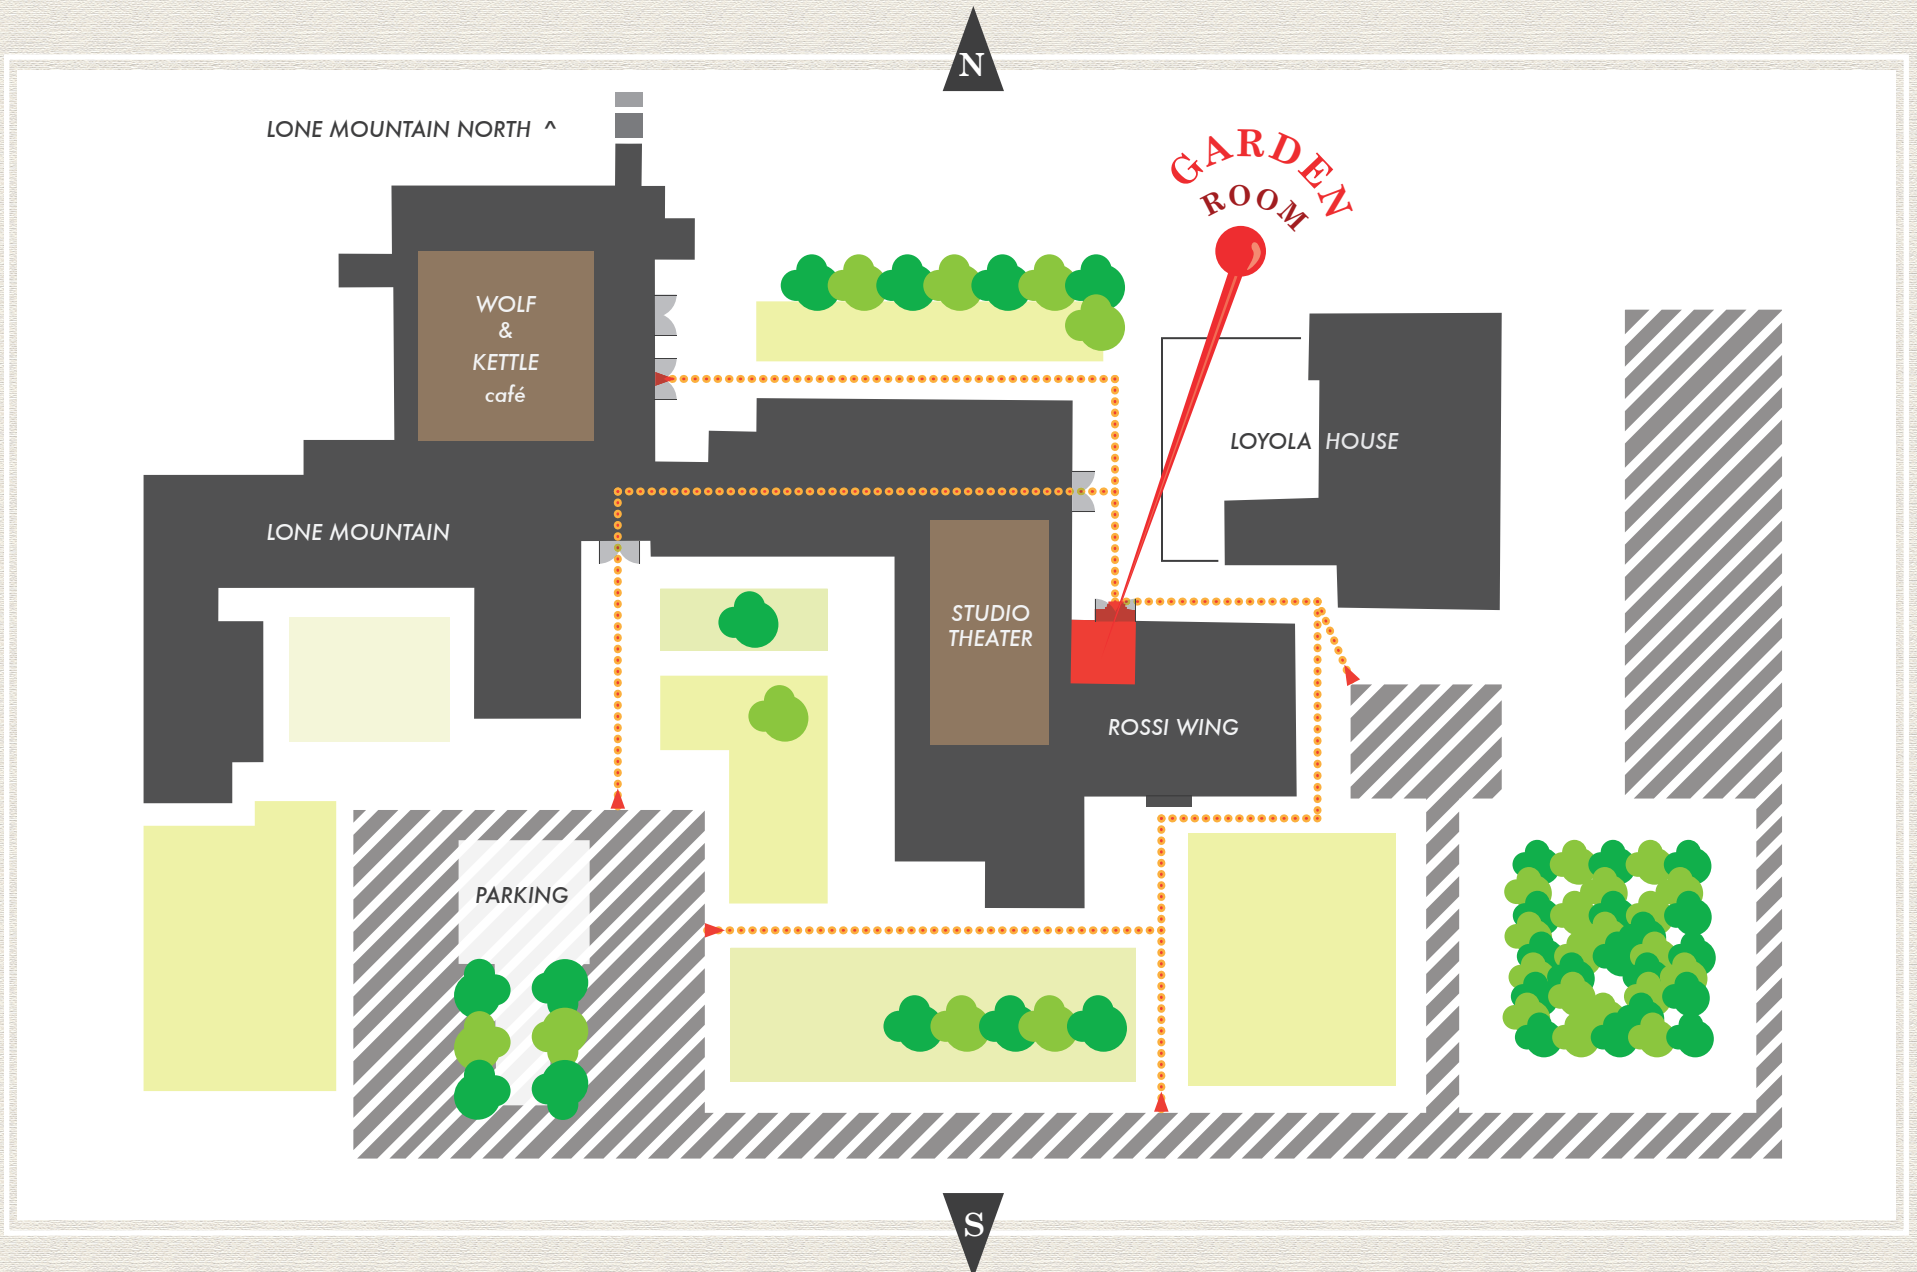 N
LONE MOUNTAIN NORTH ^
GARDEN
ROOM
WOLF
&
KETTLE
café
LOYOLA HOUSE
LONE MOUNTAIN
STUDIO
THEATER
ROSSI WING
PARKING
S